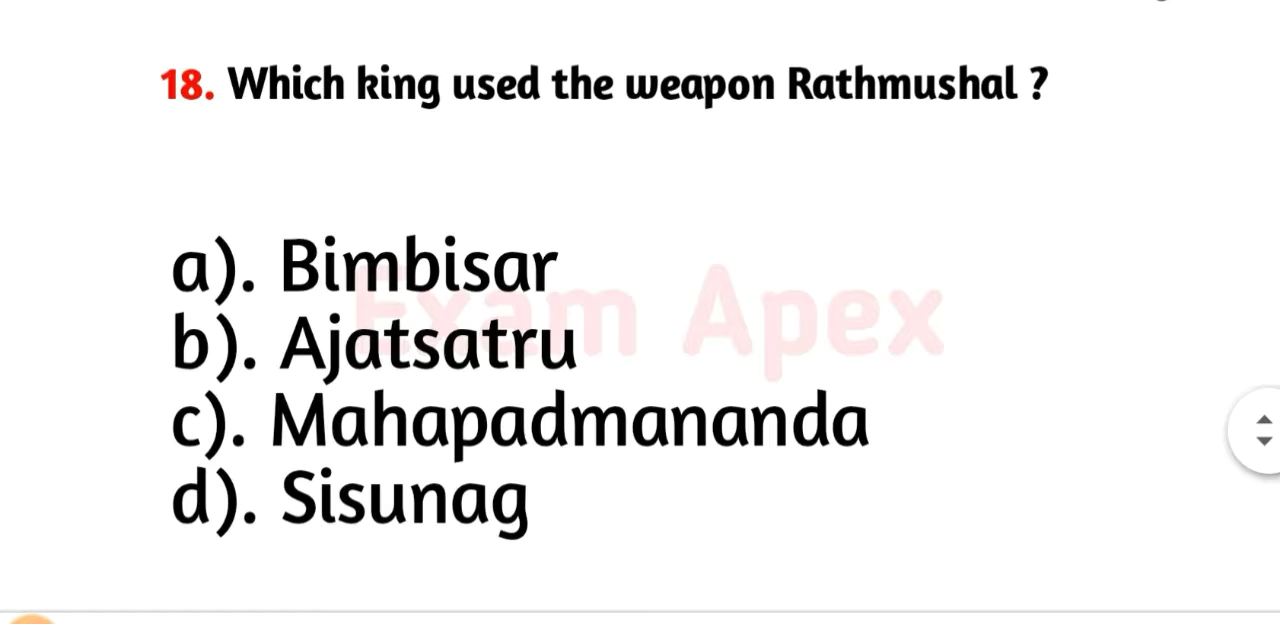 18. Which king used the weapon Rathmushal ?
Exam Apex
a). Bimbisar
b). Ajatsatru
c). Mahapadmananda
d). Sisunag